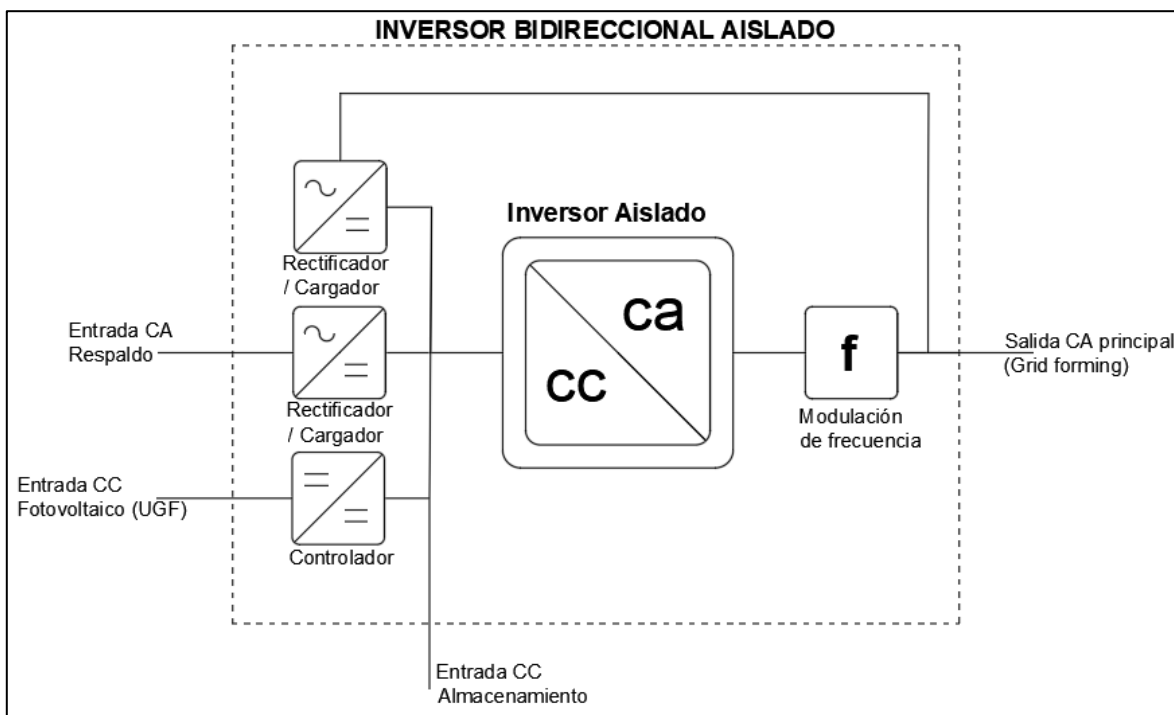 INVERSOR BIDIRECCIONAL AISLADO
Rectificador
/ Cargador
Inversor Aislado
ca
cc
Entrada CA
Respaldo
Rectificador
/ Cargador
f
Modulación
de frecuencia
Salida CA principal
(Grid forming)
Entrada CC
Fotovoltaico (UGF)
Controlador
Entrada CC
Almacenamiento